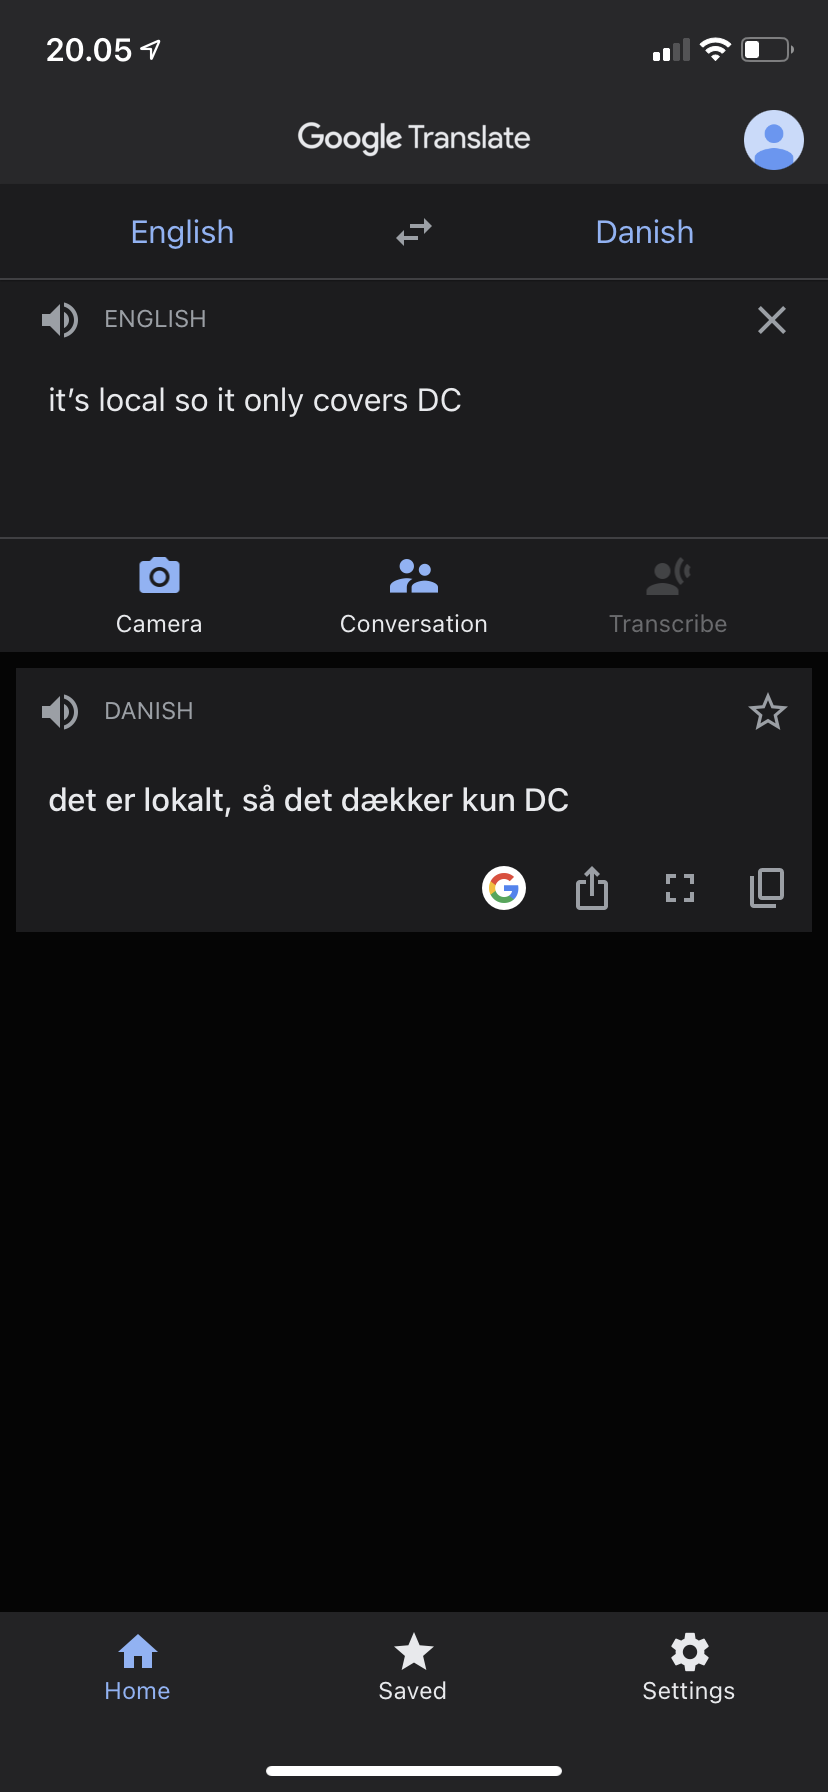 20.05
Google Translate
English
Danish
ENGLISH
it’s local so it only covers DC
Camera
Conversation
Transcribe
DANISH
det er lokalt, så det dækker kun DC
G
Home
Saved
Settings